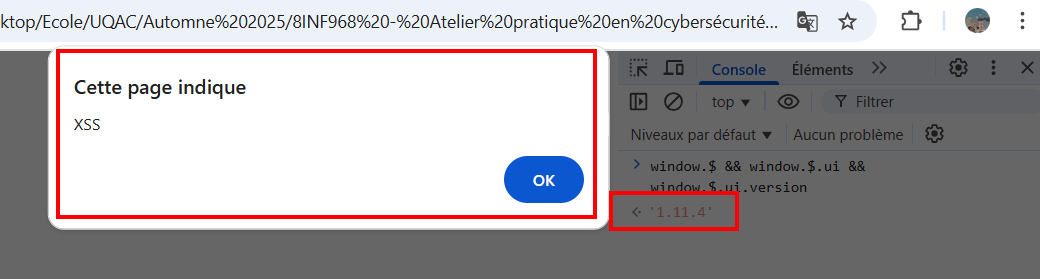 ktop/Ecole/UQAC/Automne%202025/8INF968%20-%20Atelier%20pratique%20en%20cybersécurité...
Cette page indique
XSS
OK
Console
Éléments
top
Filtrer
Niveaux par défaut
Aucun problème
window.$ && window.$.ui &&
window.$.ui.version
'1.11.4'